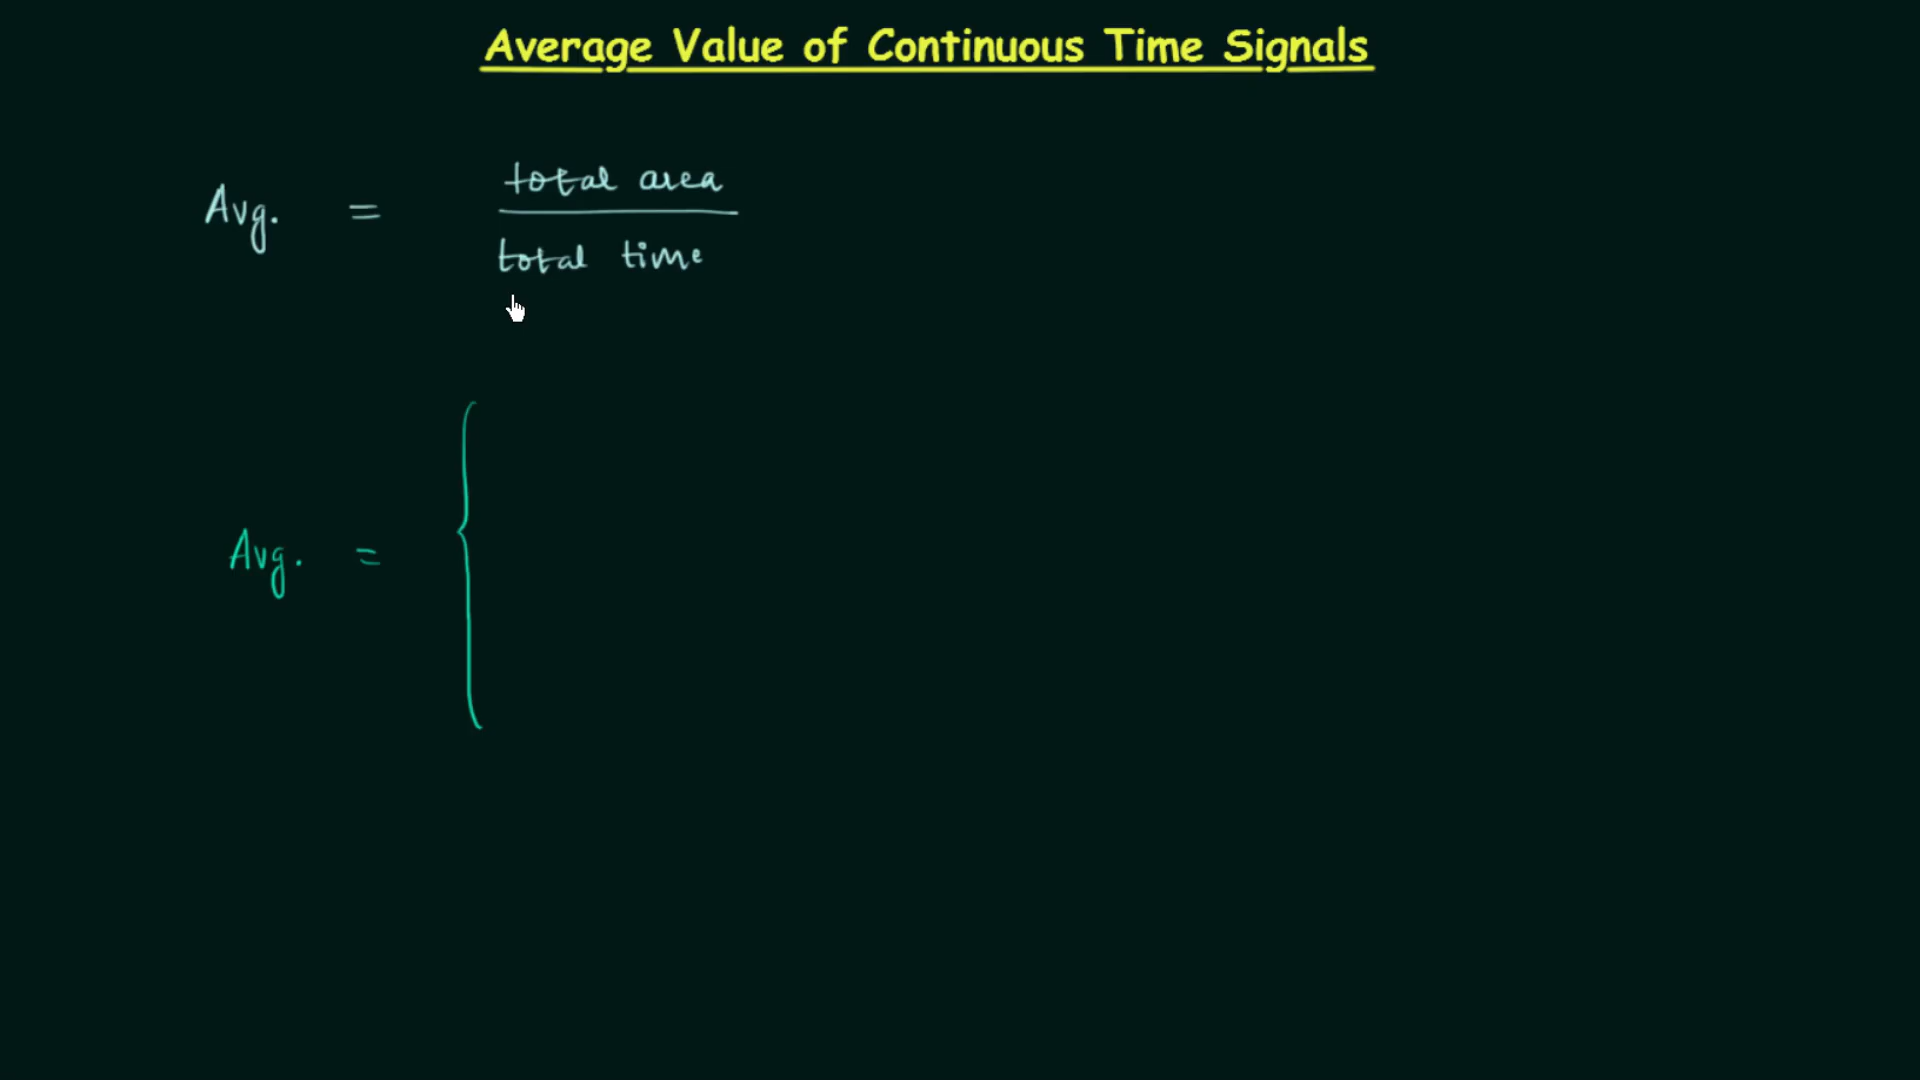 Average Value of Continuous Time Signals
Avg. = total area
total time
Avg. = {